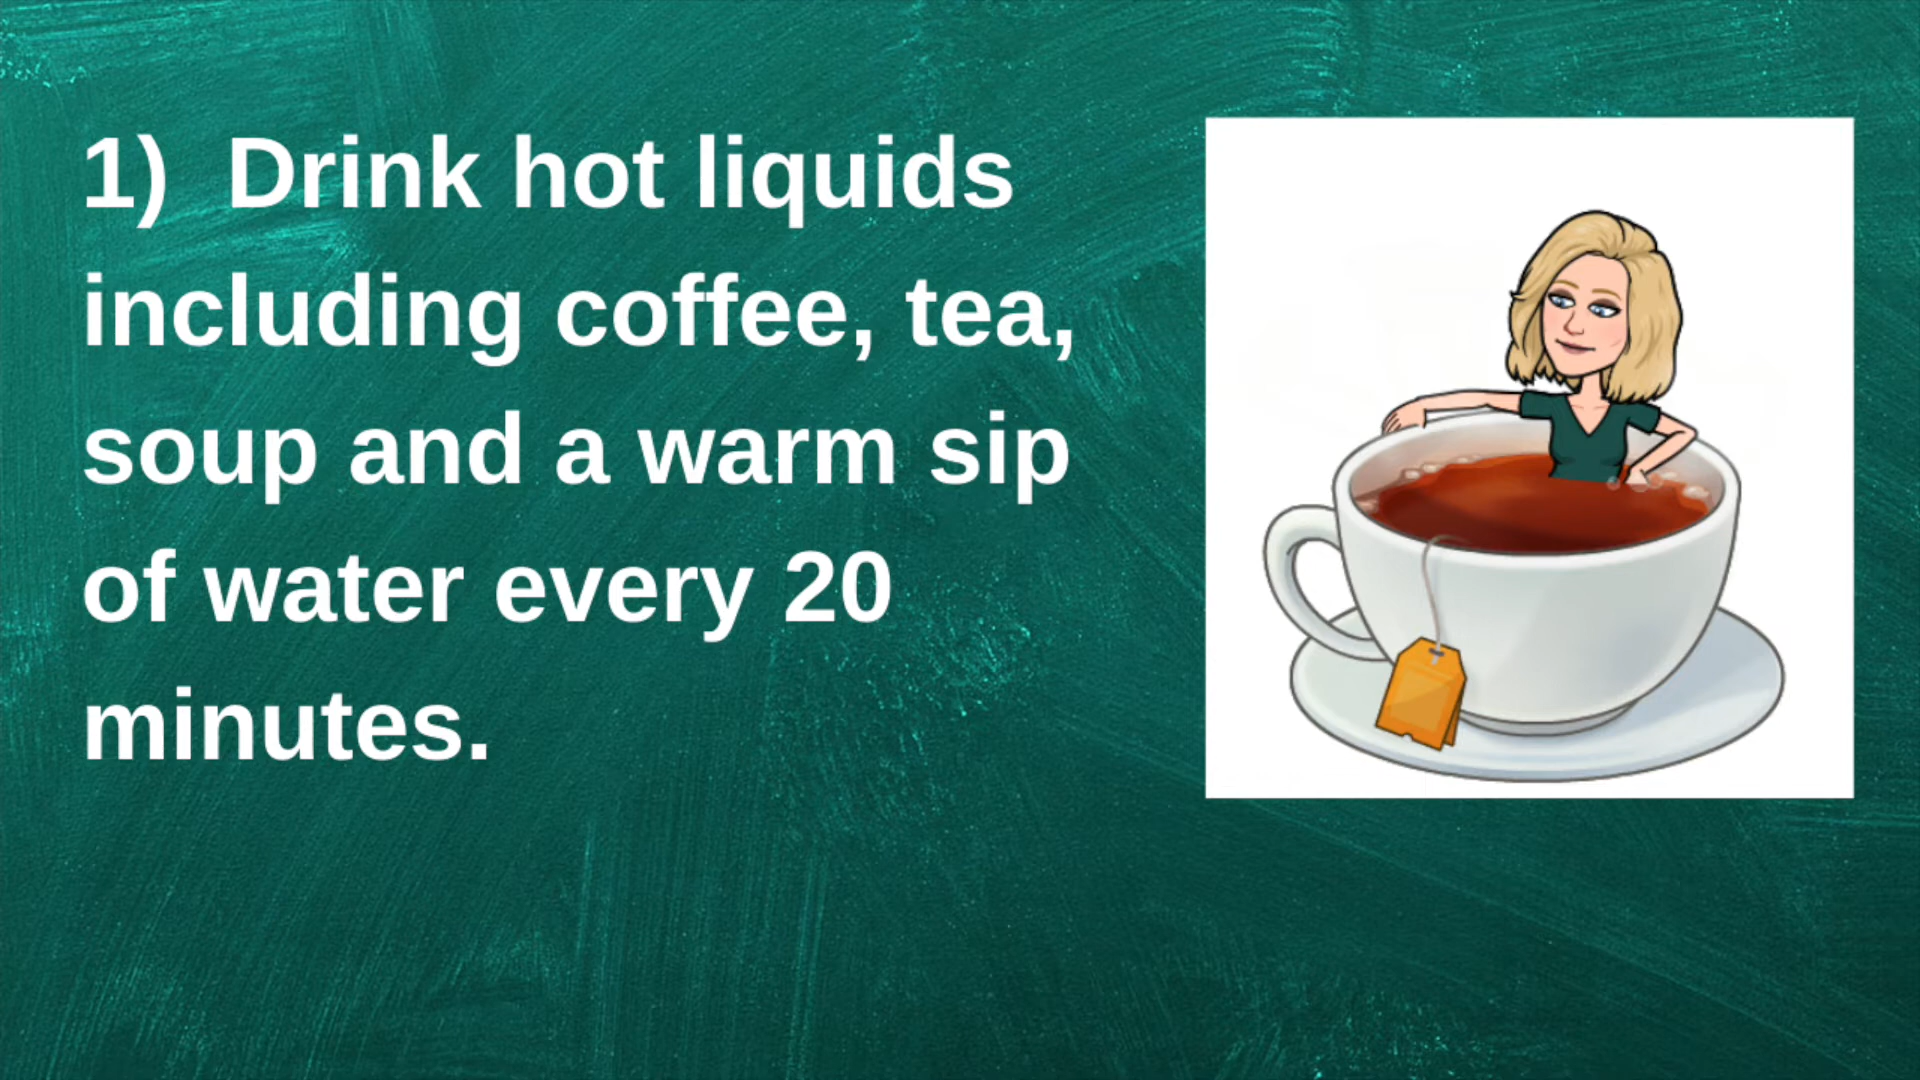 1) Drink hot liquids
including coffee, tea,
soup and a warm sip
of water every 20
minutes.